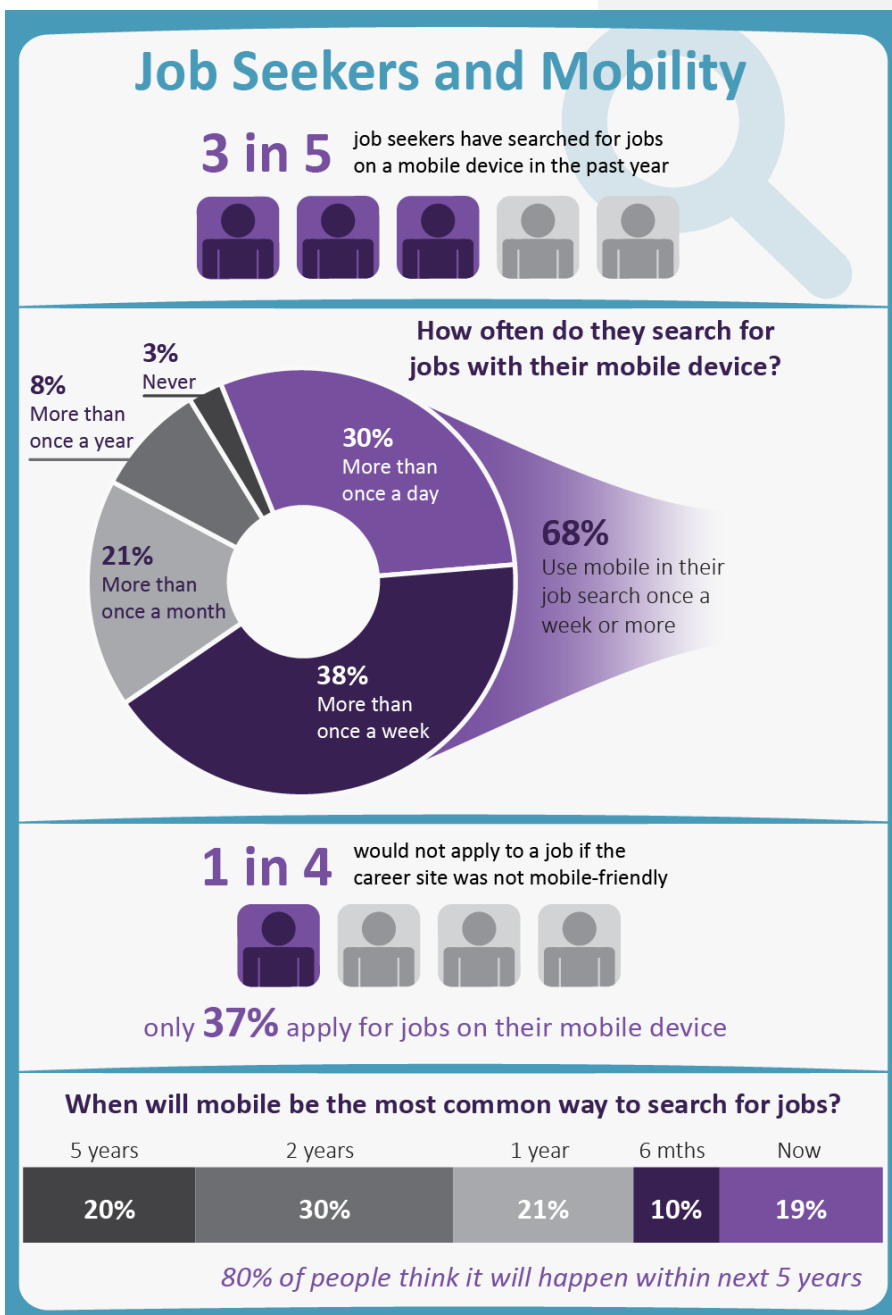 Job Seekers and Mobility
3 in 5
job seekers have searched for jobs
on a mobile device in the past year
How often do they search for
jobs with their mobile device?
3%
Never
8%
More than
once a year
30%
More than
once a day
21%
More than
once a month
38%
More than
once a week
68%
Use mobile in their
job search once a
week or more
1 in 4
would not apply to a job if the
career site was not mobile-friendly
only 37% apply for jobs on their mobile device
When will mobile be the most common way to search for jobs?
5 years 2 years 1 year 6 mths Now
20% 30% 21% 10% 19%
80% of people think it will happen within next 5 years